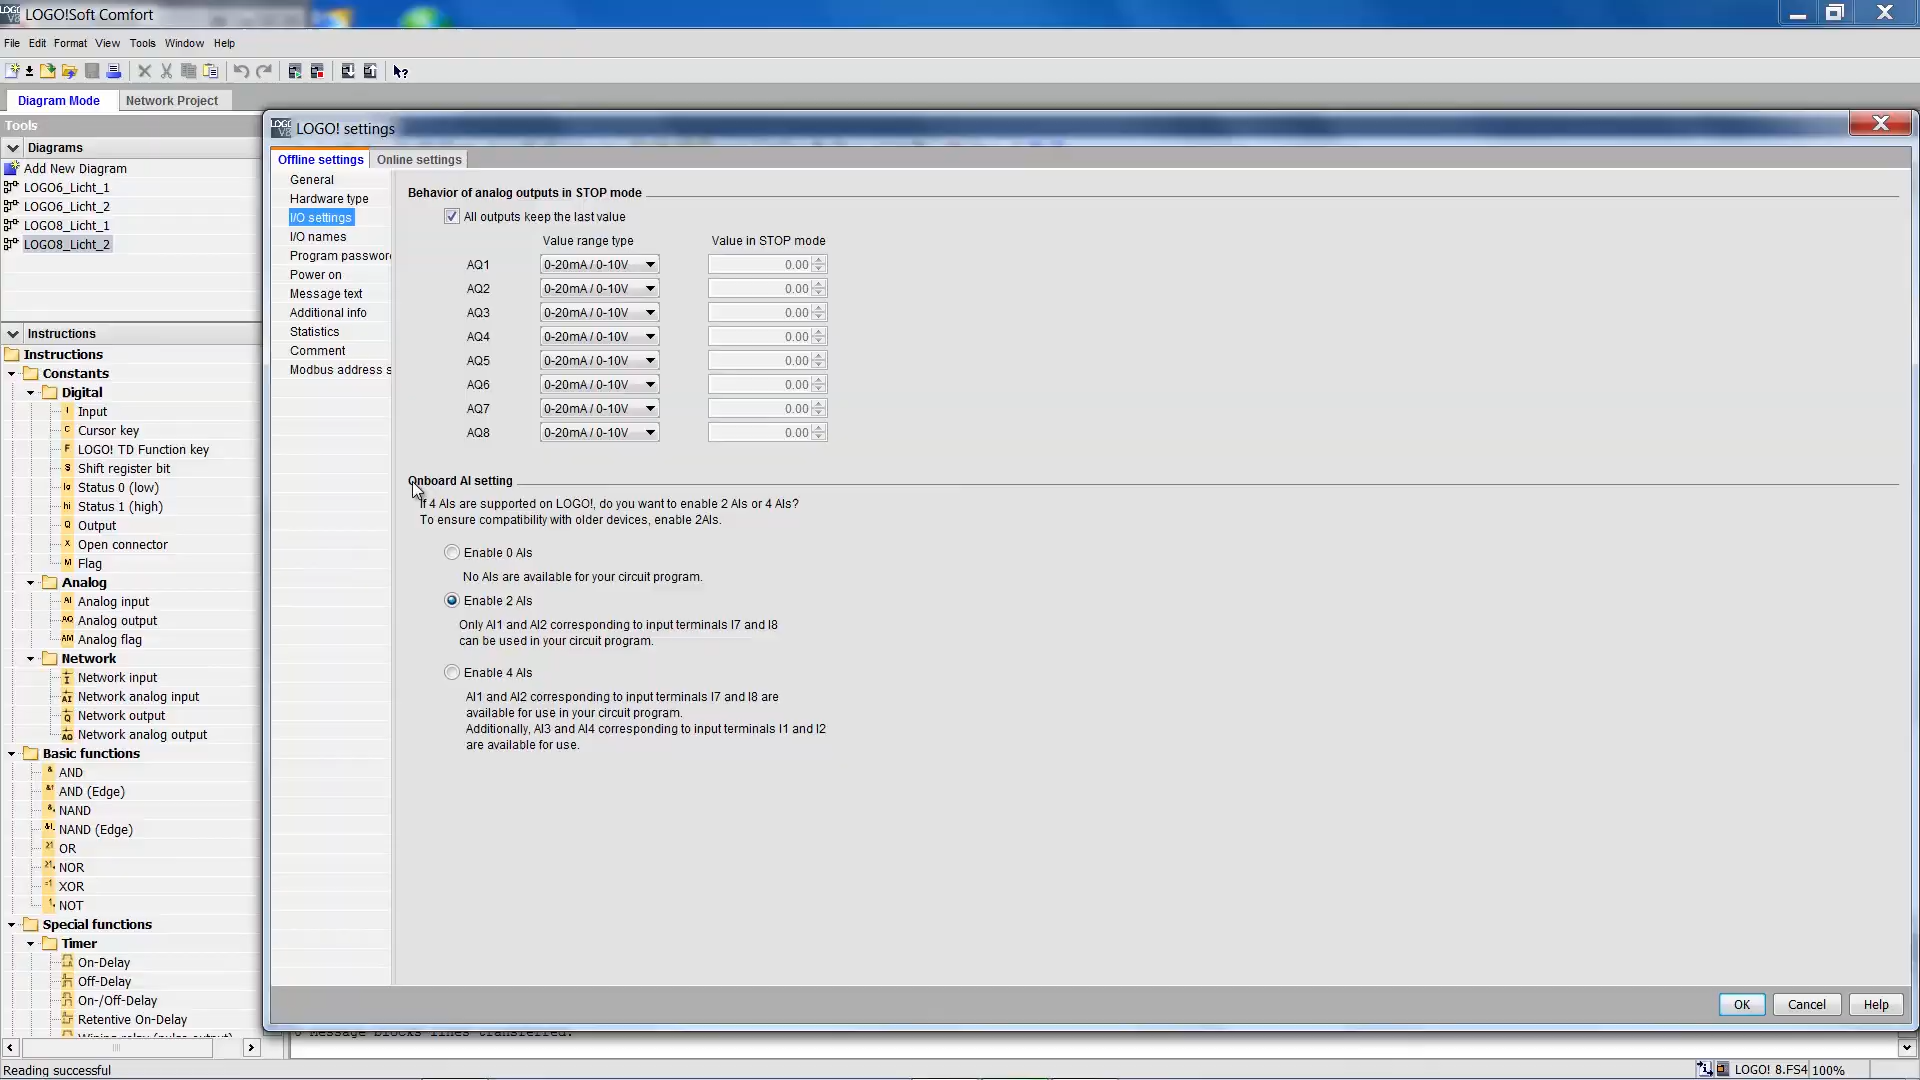 LOGO!Soft Comfort
File Edit Format View Tools Window Help
Diagram Mode Network Project
Tools
Diagrams
Add New Diagram
LOGO6_Licht_1
LOGO6_Licht_2
LOGO8_Licht_1
LOGO8_Licht_2
Instructions
Instructions
Constants
Digital
Input
Cursor key
LOGO! TD Function key
Shift register bit
Status 0 (low)
Status 1 (high)
Output
Open connector
Flag
Analog
Analog input
Analog output
Analog flag
Network
Network input
Network analog input
Network output
Network analog output
Basic functions
AND
AND (Edge)
NAND
NAND (Edge)
OR
NOR
XOR
NOT
Special functions
Timer
On-Delay
Off-Delay
On-/Off-Delay
Retentive On-Delay
LOGO! settings
Offline settings Online settings
General
Hardware type
I/O settings
I/O names
Program passwor
Power on
Message text
Additional info
Statistics
Comment
Modbus address s
Behavior of analog outputs in STOP mode
All outputs keep the last value
Value range type Value in STOP mode
AQ1 0-20mA / 0-10V 0.00
AQ2 0-20mA / 0-10V 0.00
AQ3 0-20mA / 0-10V 0.00
AQ4 0-20mA / 0-10V 0.00
AQ5 0-20mA / 0-10V 0.00
AQ6 0-20mA / 0-10V 0.00
AQ7 0-20mA / 0-10V 0.00
AQ8 0-20mA / 0-10V 0.00
Onboard AI setting
If 4 AIs are supported on LOGO!, do you want to enable 2 AIs or 4 AIs?
To ensure compatibility with older devices, enable 2AIs.
Enable 0 AIs
No AIs are available for your circuit program.
Enable 2 AIs
Only AI1 and AI2 corresponding to input terminals I7 and I8
can be used in your circuit program.
Enable 4 AIs
AI1 and AI2 corresponding to input terminals I7 and I8 are
available for use in your circuit program.
Additionally, AI3 and AI4 corresponding to input terminals I1 and I2
are available for use.
OK Cancel Help
Reading successful
LOGO! 8.FS4 100%